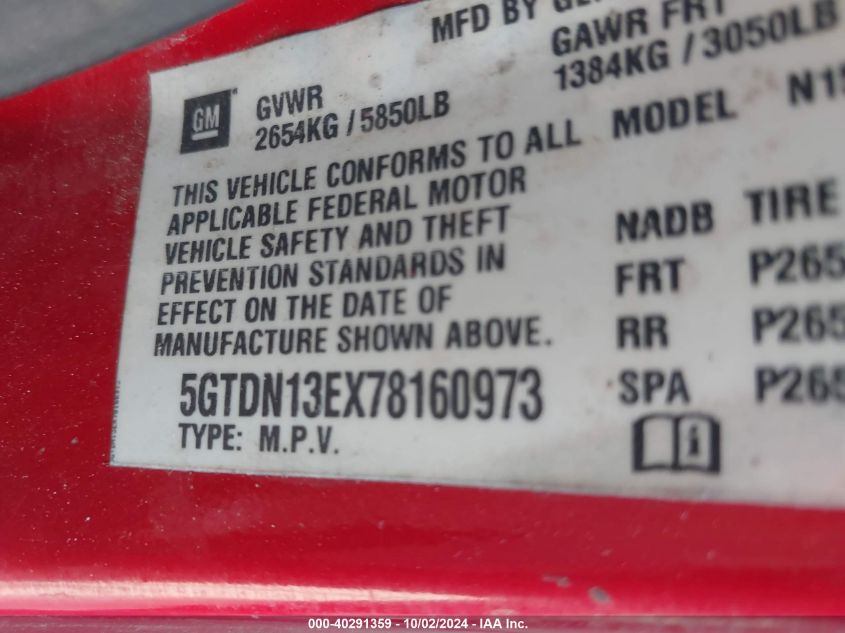 MFD BY
GAWR FRT
1384KG / 3050LB
GM
GVWR
2654KG / 5850LB
MODEL
THIS VEHICLE CONFORMS TO ALL
APPLICABLE FEDERAL MOTOR
VEHICLE SAFETY AND THEFT
PREVENTION STANDARDS IN
EFFECT ON THE DATE OF
MANUFACTURE SHOWN ABOVE.
5GTDN13EX78160973
TYPE: M.P.V.
NADB TIRE
FRT P265
RR P265
SPA P265
000-40291359 - 10/02/2024 - IAA Inc.